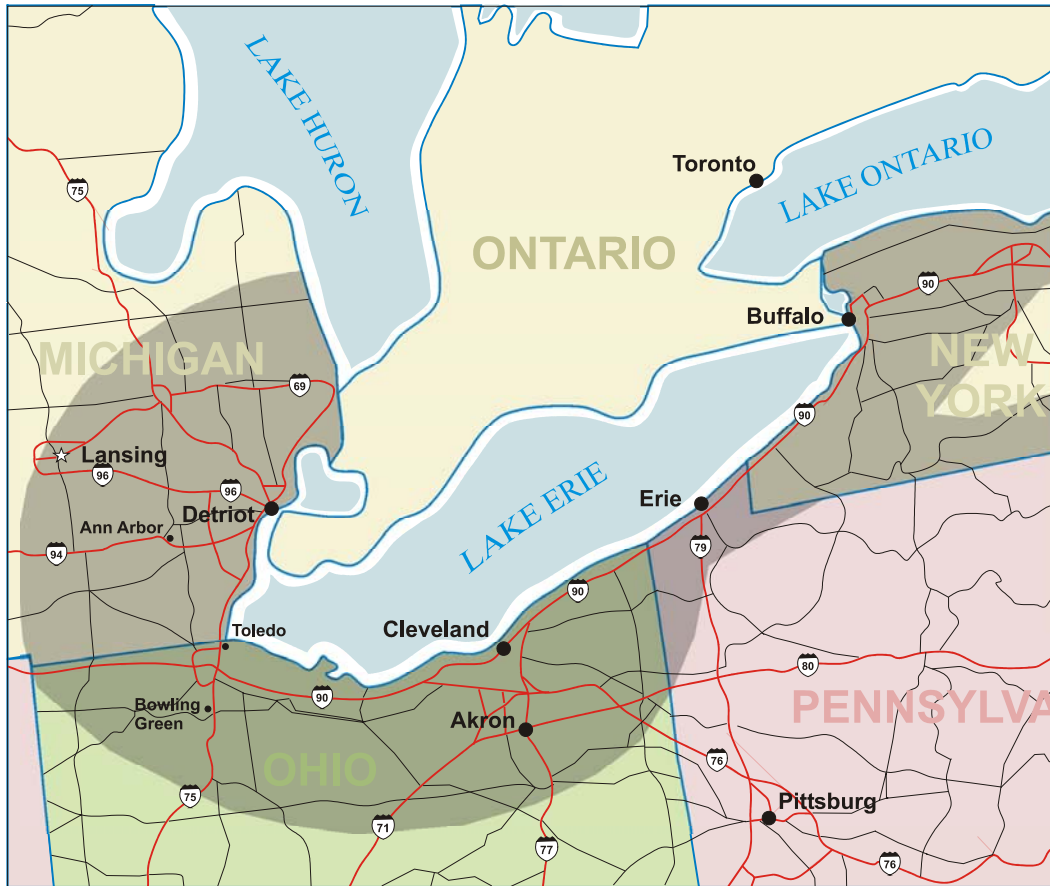 LAKE HURON
Toronto
LAKE ONTARIO
75
ONTARIO
90
Buffalo
MICHIGAN
NEW
YORK
69
90
Lansing
96
96
LAKE ERIE
Erie
Detriot
Ann Arbor
94
79
90
Toledo
Cleveland
80
90
Bowling
Green
PENNSYLVA
Akron
OHIO
76
75
Pittsburg
71
77
76